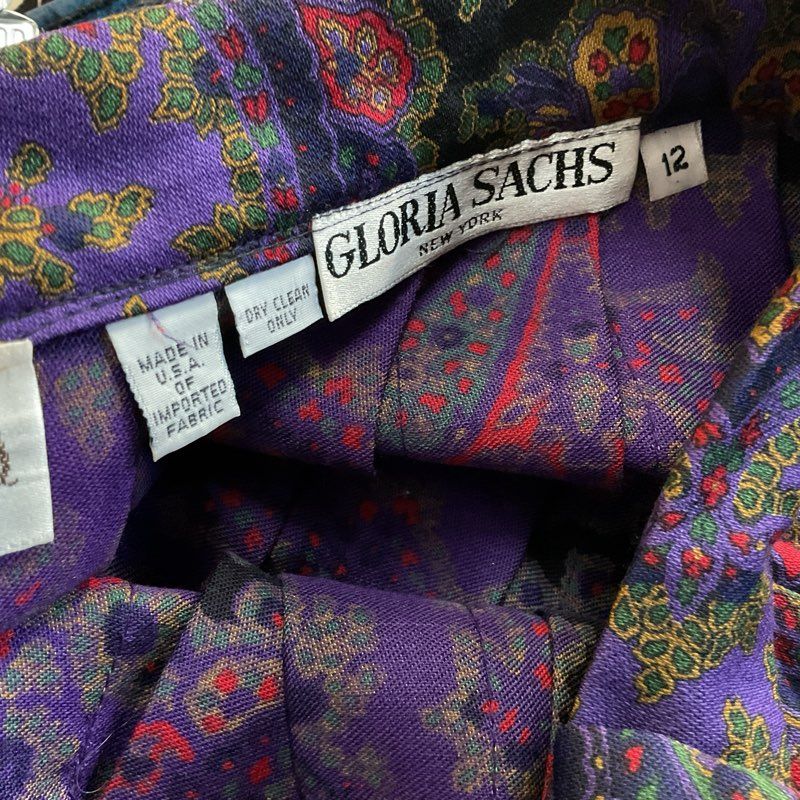 GLORIA SACHS
NEW YORK
12
DRY CLEAN
ONLY
MADE IN
U.S.A.
OF
IMPORTED
FABRIC